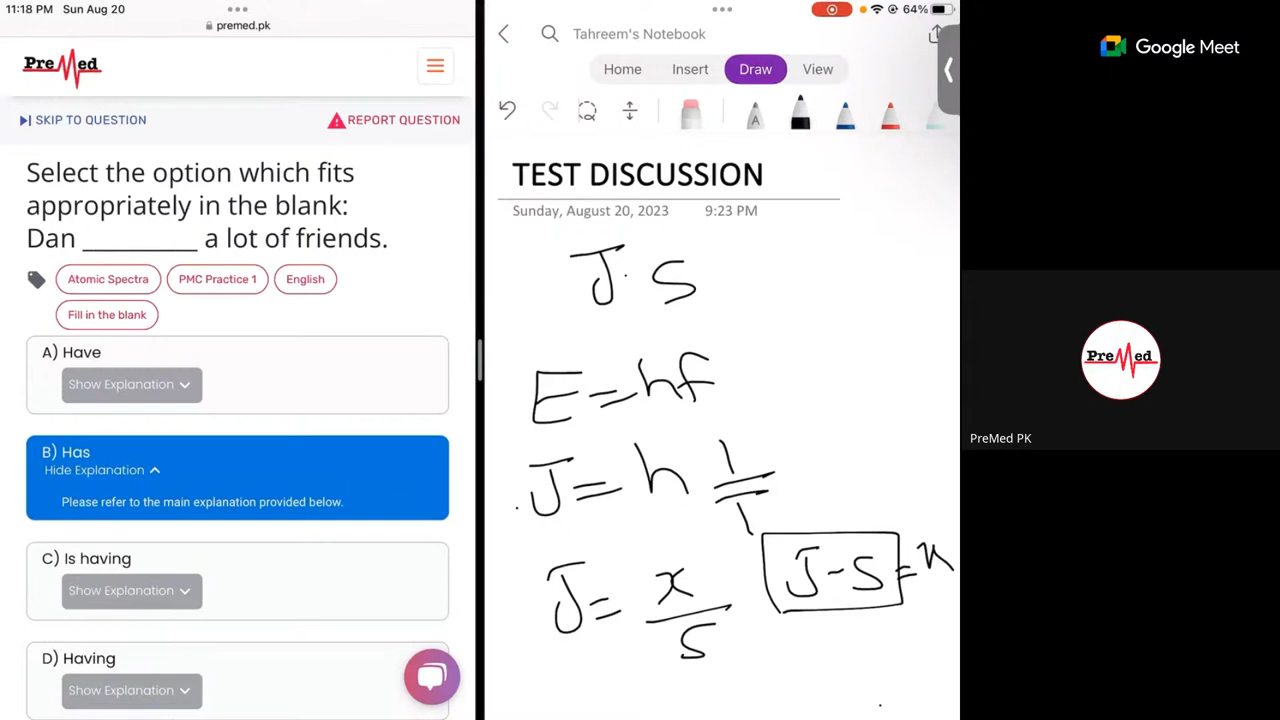 11:18 PM Sun Aug 20
premed.pk
PreMed
SKIP TO QUESTION
REPORT QUESTION
Select the option which fits
appropriately in the blank:
Dan __________ a lot of friends.
Atomic Spectra
PMC Practice 1
English
Fill in the blank
A) Have
Show Explanation
B) Has
Hide Explanation
Please refer to the main explanation provided below.
C) Is having
Show Explanation
D) Having
Show Explanation
64%
Tahreem's Notebook
Home
Insert
Draw
View
A
TEST DISCUSSION
Sunday, August 20, 2023 9:23 PM
J·S
E=hf
J=h
J= x/s
J-S=x
Google Meet
PreMed
PreMed PK